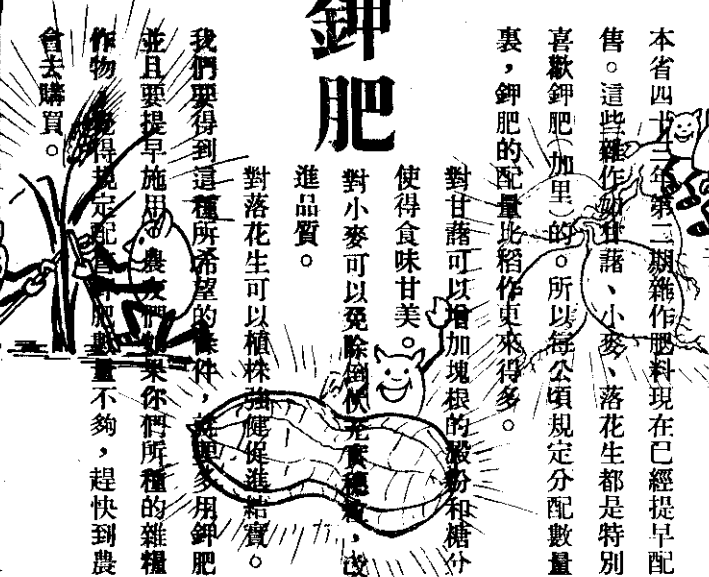 鉀肥
本省四十三年第二期雜作肥料現在已經提早配
售。這些雜作如甘藷、小麥、落花生都是特別
喜歡鉀肥(加里)的。所以每公頃規定分配數量
裏，鉀肥的配量比稻作更來得多。
對甘藷可以增加塊根的澱粉和糖分
使得食味甘美。
對小麥可以免除倒伏充實穗粒，改
進品質。
對落花生可以植株強健促進結實。
我們要得到這種所希望的條件，就要多用鉀肥
並且要提早施用。農友們如果你們所種的雜糧
作物，覺得規定配售鉀肥數量不夠，趕快到農
會去購買。